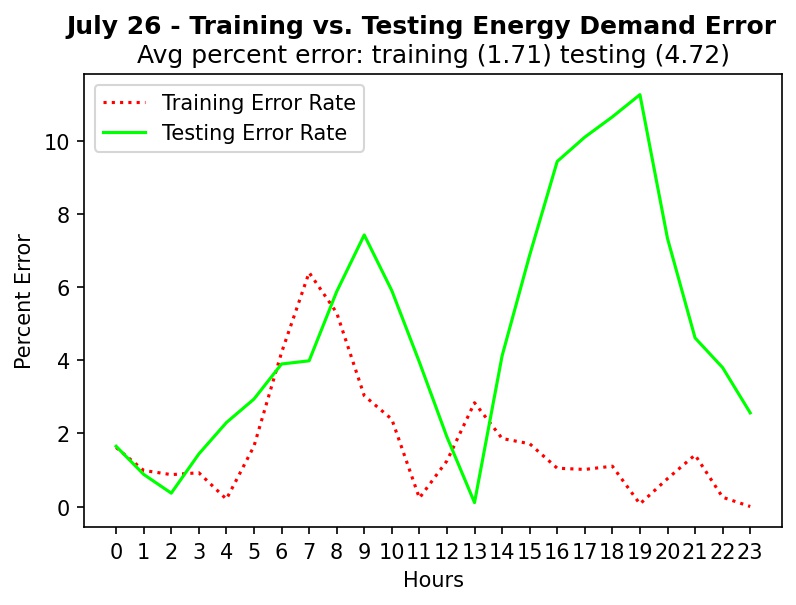 July 26 - Training vs. Testing Energy Demand Error
Avg percent error: training (1.71) testing (4.72)
Training Error Rate
Testing Error Rate
10
8
6
4
2
0
Percent Error
0 1 2 3 4 5 6 7 8 9 10 11 12 13 14 15 16 17 18 19 20 21 22 23
Hours